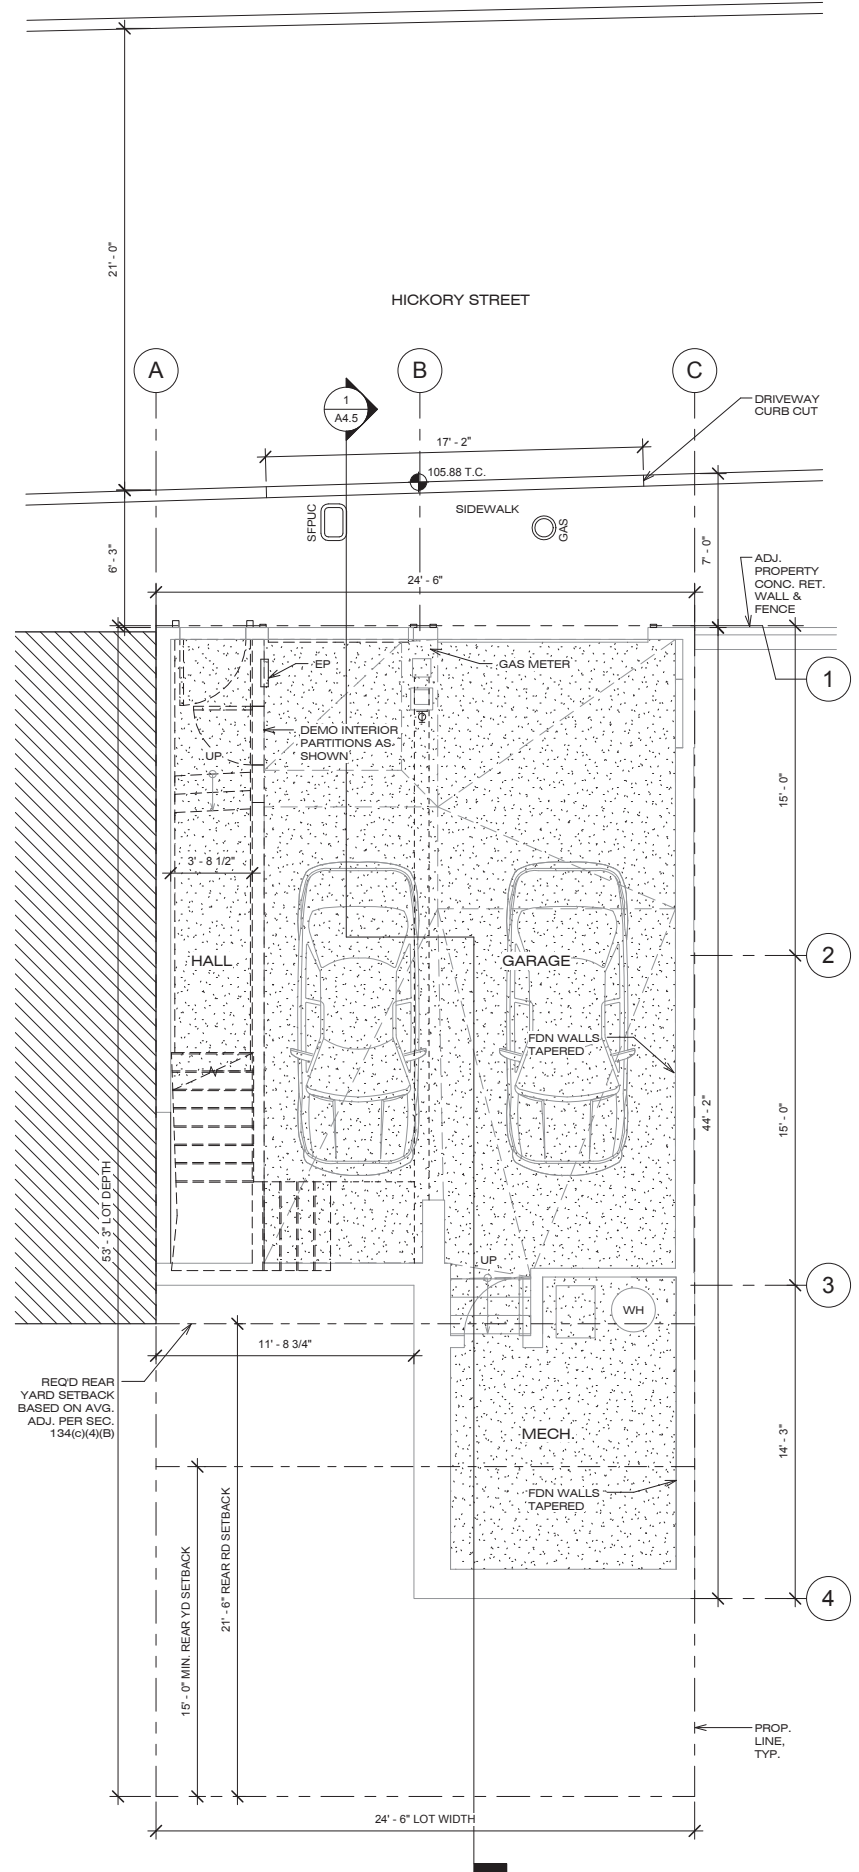 21' - 0"
HICKORY STREET
A
B
C
1
A4.5
DRIVEWAY
CURB CUT
17' - 2"
105.88 T.C.
SFPUC
SIDEWALK
GAS
6' - 3"
7' - 0"
24' - 6"
ADJ.
PROPERTY
CONC. RET.
WALL &
FENCE
1
EP
GAS METER
DEMO INTERIOR
PARTITIONS AS
SHOWN
UP
15' - 0"
3' - 8 1/2"
HALL
GARAGE
2
FDN WALLS
TAPERED
44' - 2"
15' - 0"
53' - 3" LOT DEPTH
UP
3
WH
11' - 8 3/4"
REQ'D REAR
YARD SETBACK
BASED ON AVG.
ADJ. PER SEC.
134(c)(4)(B)
MECH.
14' - 3"
FDN WALLS
TAPERED
15' - 0" MIN. REAR YD SETBACK
21' - 6" REAR RD SETBACK
4
PROP.
LINE,
TYP.
24' - 6" LOT WIDTH